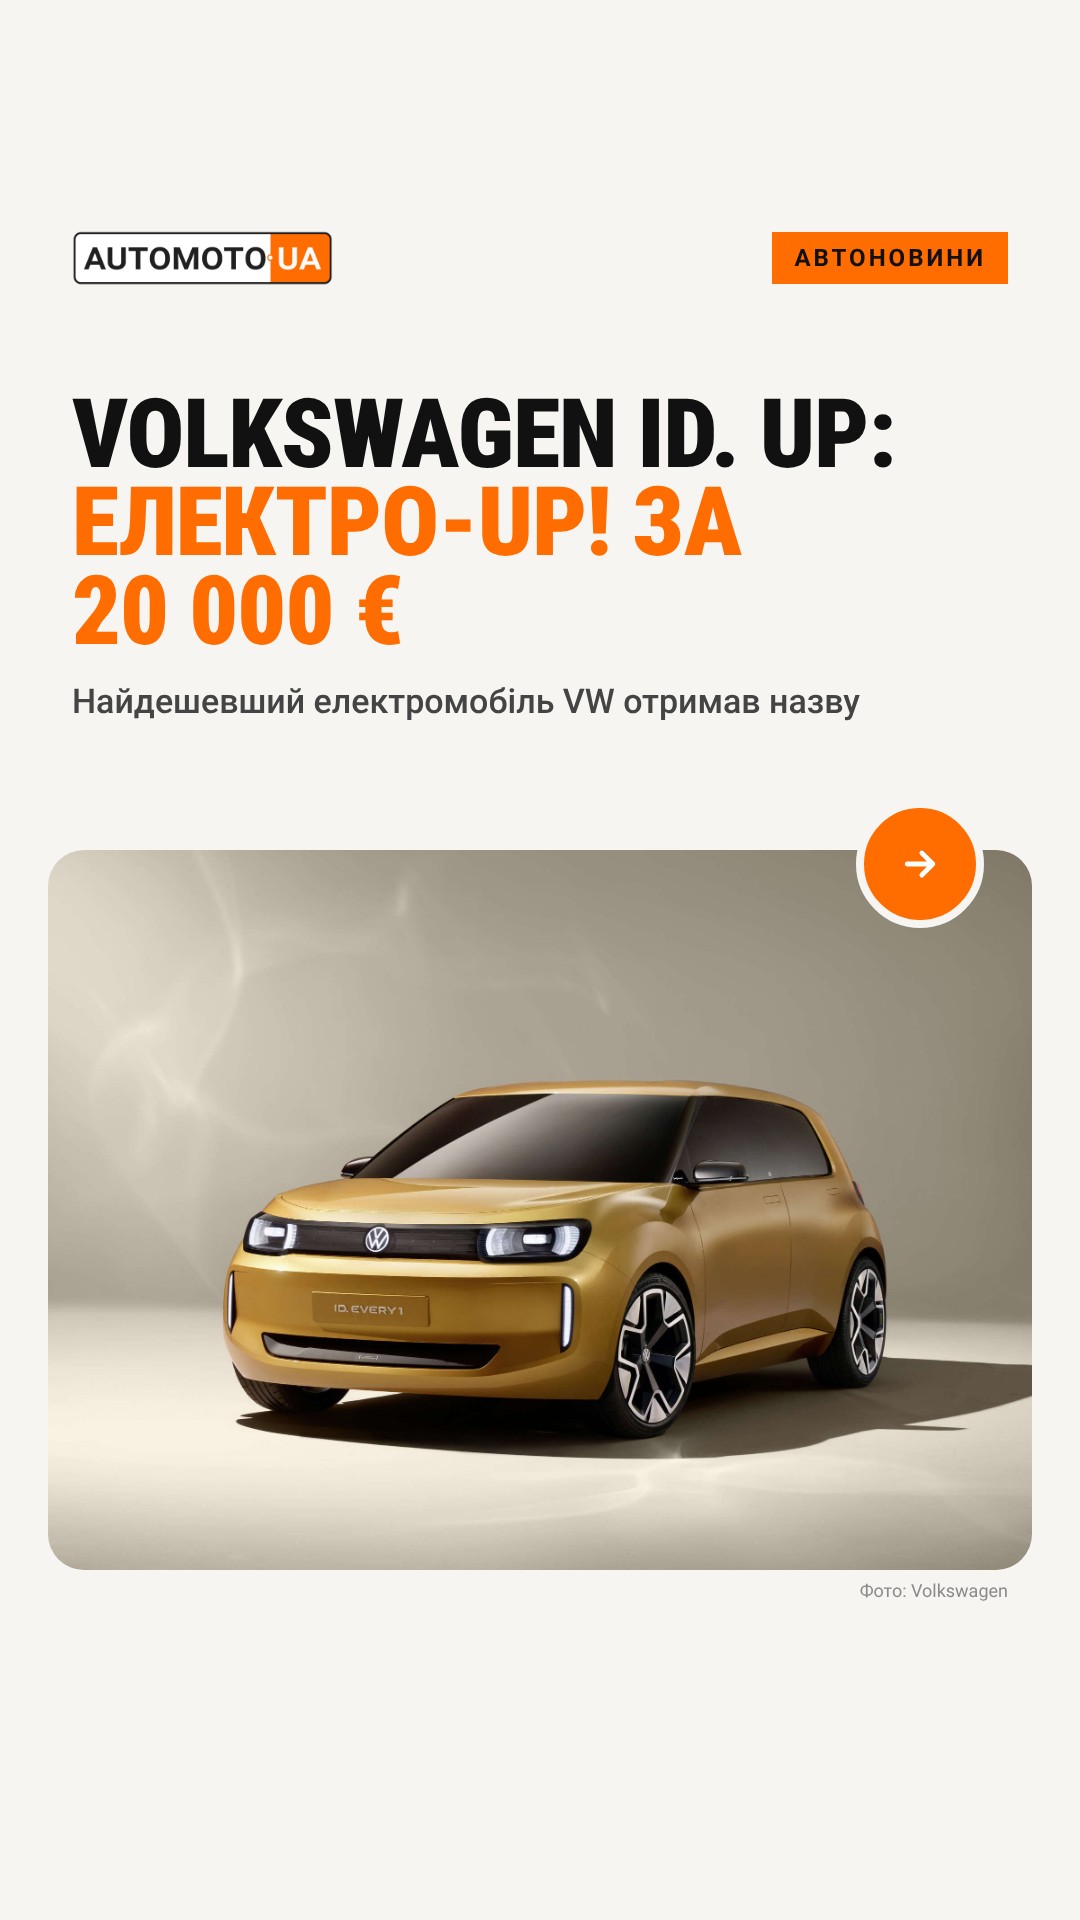 AUTOMOTO UA
АВТОНОВИНИ
VOLKSWAGEN ID. UP:
ЕЛЕКТРО-UP! ЗА
20 000 €
Найдешевший електромобіль VW отримав назву
ID. EVERY1
Фото: Volkswagen